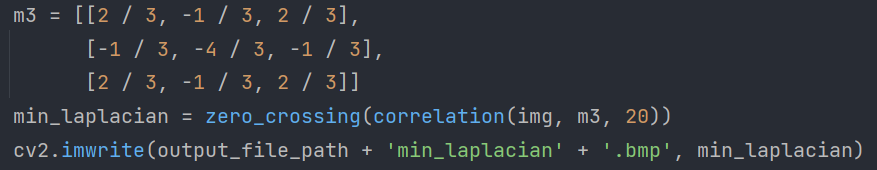 m3 = [[2 / 3, -1 / 3, 2 / 3],
      [-1 / 3, -4 / 3, -1 / 3],
      [2 / 3, -1 / 3, 2 / 3]]
min_laplacian = zero_crossing(correlation(img, m3, 20))
cv2.imwrite(output_file_path + 'min_laplacian' + '.bmp', min_laplacian)